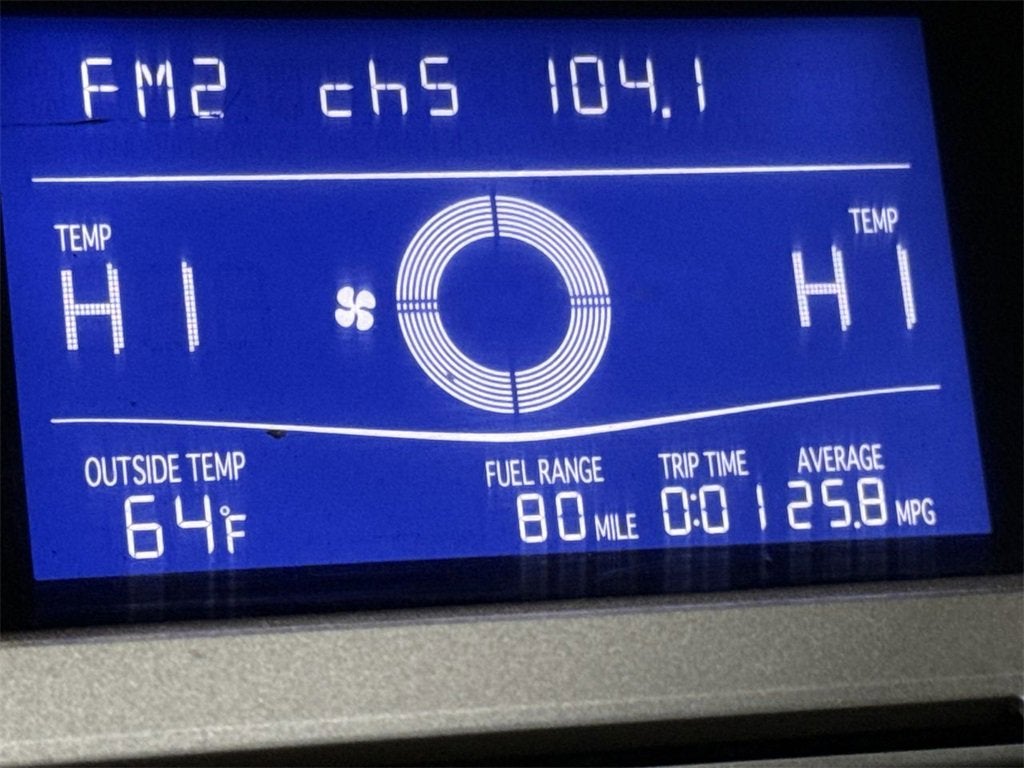 FM2 ch5 104.1
TEMP TEMP
HI HI
OUTSIDE TEMP FUEL RANGE TRIP TIME AVERAGE
64°F 80 MILE 0:01 25.8 MPG